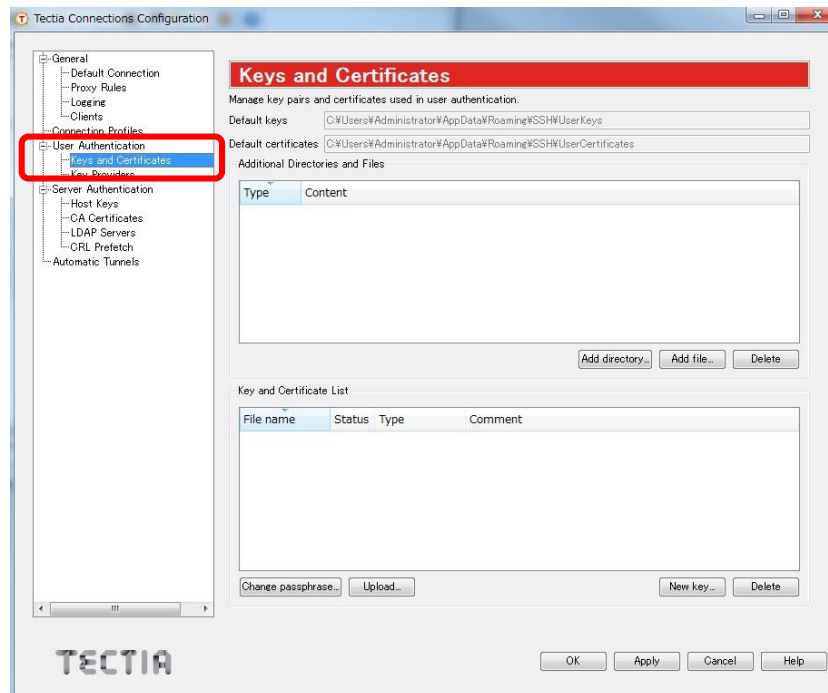 Tectia Connections Configuration
General
Default Connection
Proxy Rules
Logging
Clients
Connection Profiles
User Authentication
Keys and Certificates
Key Providers
Server Authentication
Host Keys
CA Certificates
LDAP Servers
CRL Prefetch
Automatic Tunnels
Keys and Certificates
Manage key pairs and certificates used in user authentication.
Default keys C:¥Users¥Administrator¥AppData¥Roaming¥SSH¥UserKeys
Default certificates C:¥Users¥Administrator¥AppData¥Roaming¥SSH¥UserCertificates
Additional Directories and Files
Type Content
Add directory... Add file... Delete
Key and Certificate List
File name Status Type Comment
Change passphrase... Upload... New key... Delete
TECTIA
OK Apply Cancel Help